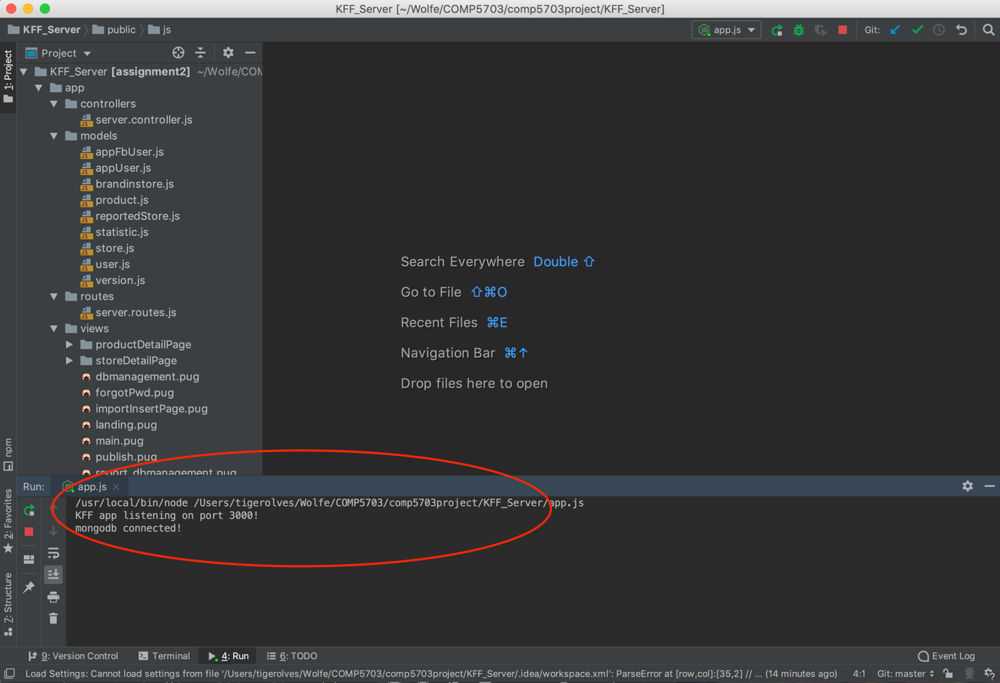 KFF_Server [~/Wolfe/COMP5703/comp5703project/KFF_Server]
KFF_Server public js
app.js
Git:
1: Project
Project
KFF_Server [assignment2] ~/Wolfe/COM
app
controllers
server.controller.js
models
appFbUser.js
appUser.js
brandinstore.js
product.js
reportedStore.js
statistic.js
store.js
user.js
version.js
routes
server.routes.js
views
productDetailPage
storeDetailPage
dbmanagement.pug
forgotPwd.pug
importInsertPage.pug
landing.pug
main.pug
publish.pug
report_dbmanagement.pug
Search Everywhere Double ⇧
Go to File ⇧⌘O
Recent Files ⌘E
Navigation Bar ⌘↑
Drop files here to open
npm
2: Favorites
Z: Structure
Run: app.js
/usr/local/bin/node /Users/tigerolves/Wolfe/COMP5703/comp5703project/KFF_Server/app.js
KFF app listening on port 3000!
mongodb connected!
9: Version Control Terminal 4: Run 6: TODO Event Log
Load Settings: Cannot load settings from file '/Users/tigerolves/Wolfe/COMP5703/comp5703project/KFF_Server/.idea/workspace.xml': ParseError at [row,col]:[35,2] // ... (14 minutes ago) 4:1 Git: master